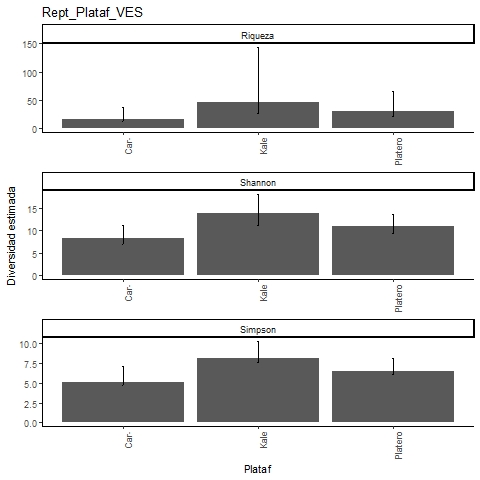 Rept_Plataf_VES
Riqueza
150
100
50
0
Car-
Kale
Platero
Shannon
15
10
5
0
Car-
Kale
Platero
Simpson
10.0
7.5
5.0
2.5
0.0
Car-
Kale
Platero
Diversidad estimada
Plataf